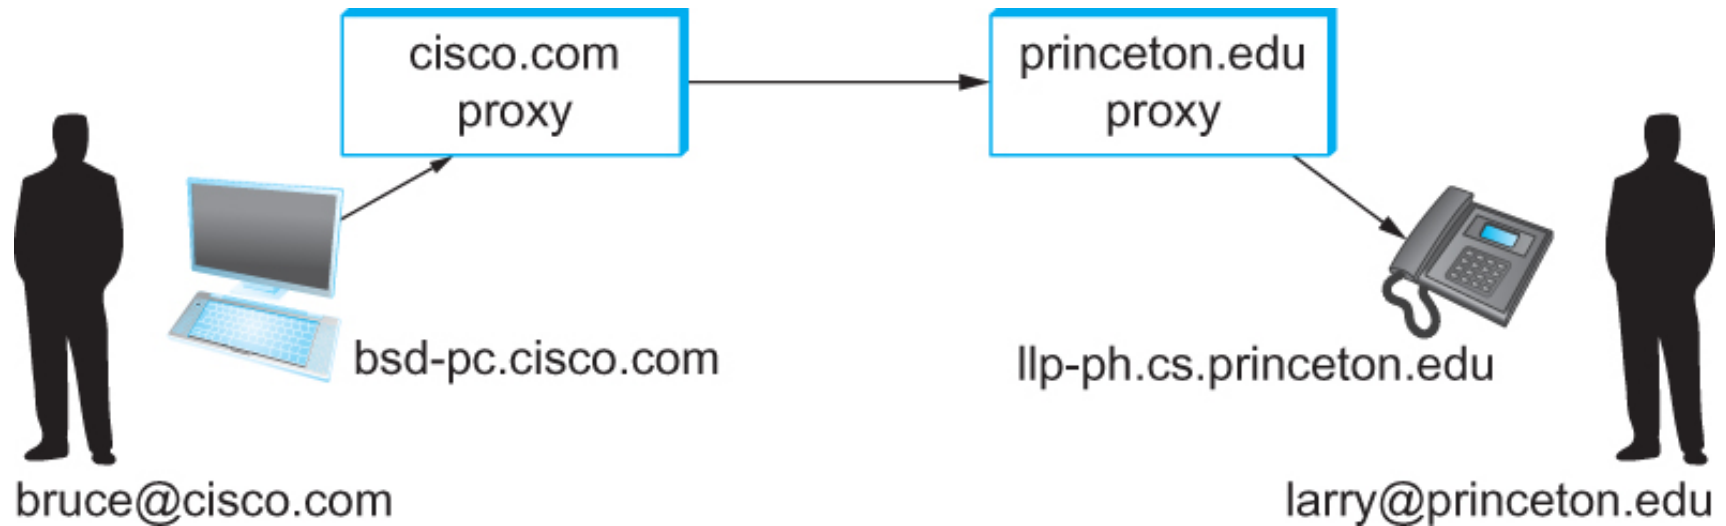 cisco.com
proxy
princeton.edu
proxy
bsd-pc.cisco.com
llp-ph.cs.princeton.edu
bruce@cisco.com
larry@princeton.edu